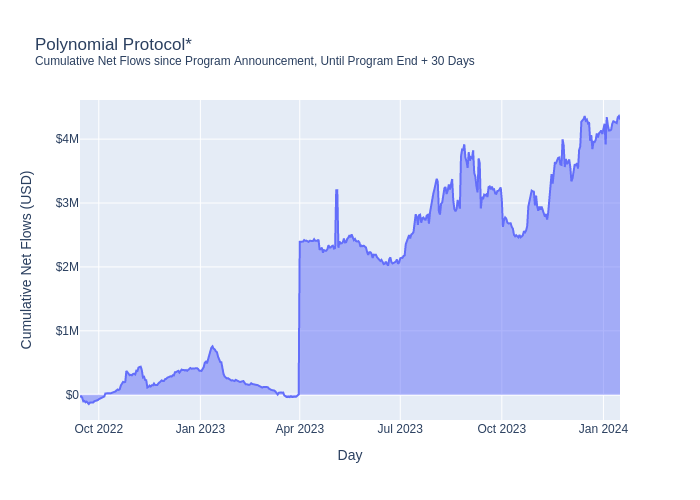 Polynomial Protocol*
Cumulative Net Flows since Program Announcement, Until Program End + 30 Days
Cumulative Net Flows (USD)
$4M
$3M
$2M
$1M
$0
Oct 2022
Jan 2023
Apr 2023
Jul 2023
Oct 2023
Jan 2024
Day